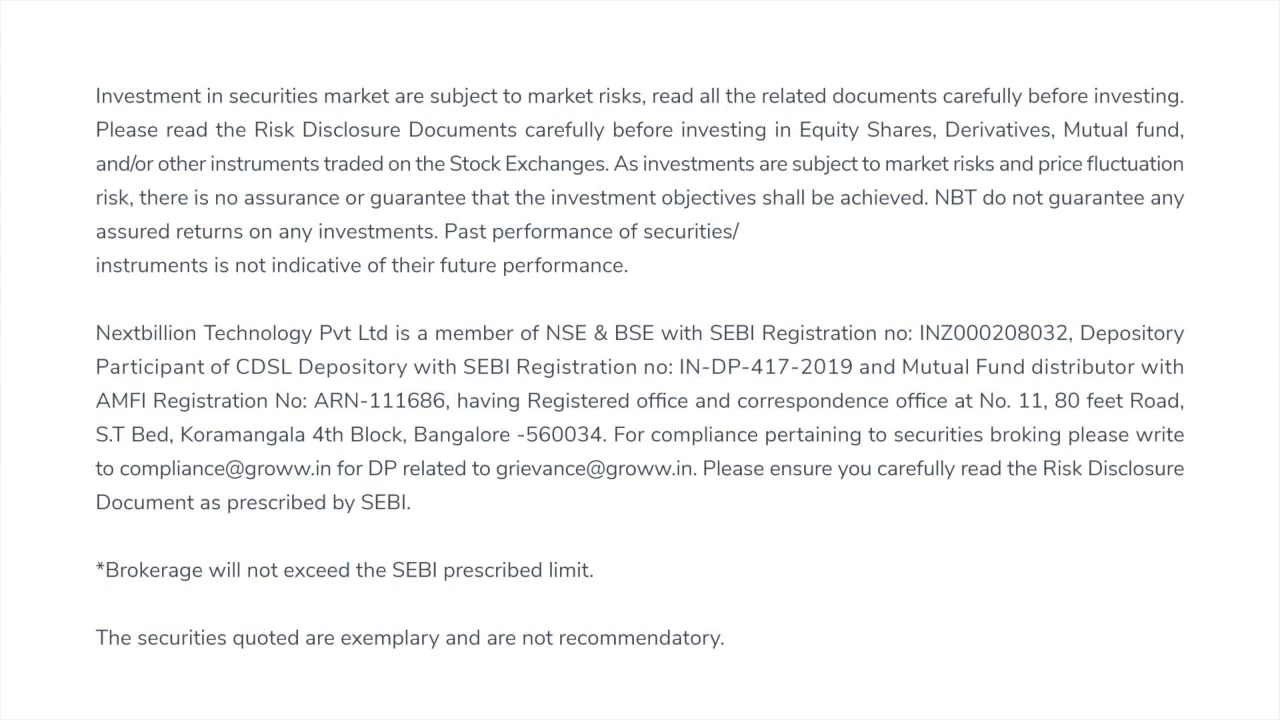 Investment in securities market are subject to market risks, read all the related documents carefully before investing.
Please read the Risk Disclosure Documents carefully before investing in Equity Shares, Derivatives, Mutual fund,
and/or other instruments traded on the Stock Exchanges. As investments are subject to market risks and price fluctuation
risk, there is no assurance or guarantee that the investment objectives shall be achieved. NBT do not guarantee any
assured returns on any investments. Past performance of securities/
instruments is not indicative of their future performance.
Nextbillion Technology Pvt Ltd is a member of NSE & BSE with SEBI Registration no: INZ000208032, Depository
Participant of CDSL Depository with SEBI Registration no: IN-DP-417-2019 and Mutual Fund distributor with
AMFI Registration No: ARN-111686, having Registered office and correspondence office at No. 11, 80 feet Road,
S.T Bed, Koramangala 4th Block, Bangalore -560034. For compliance pertaining to securities broking please write
to compliance@groww.in for DP related to grievance@groww.in. Please ensure you carefully read the Risk Disclosure
Document as prescribed by SEBI.
*Brokerage will not exceed the SEBI prescribed limit.
The securities quoted are exemplary and are not recommendatory.